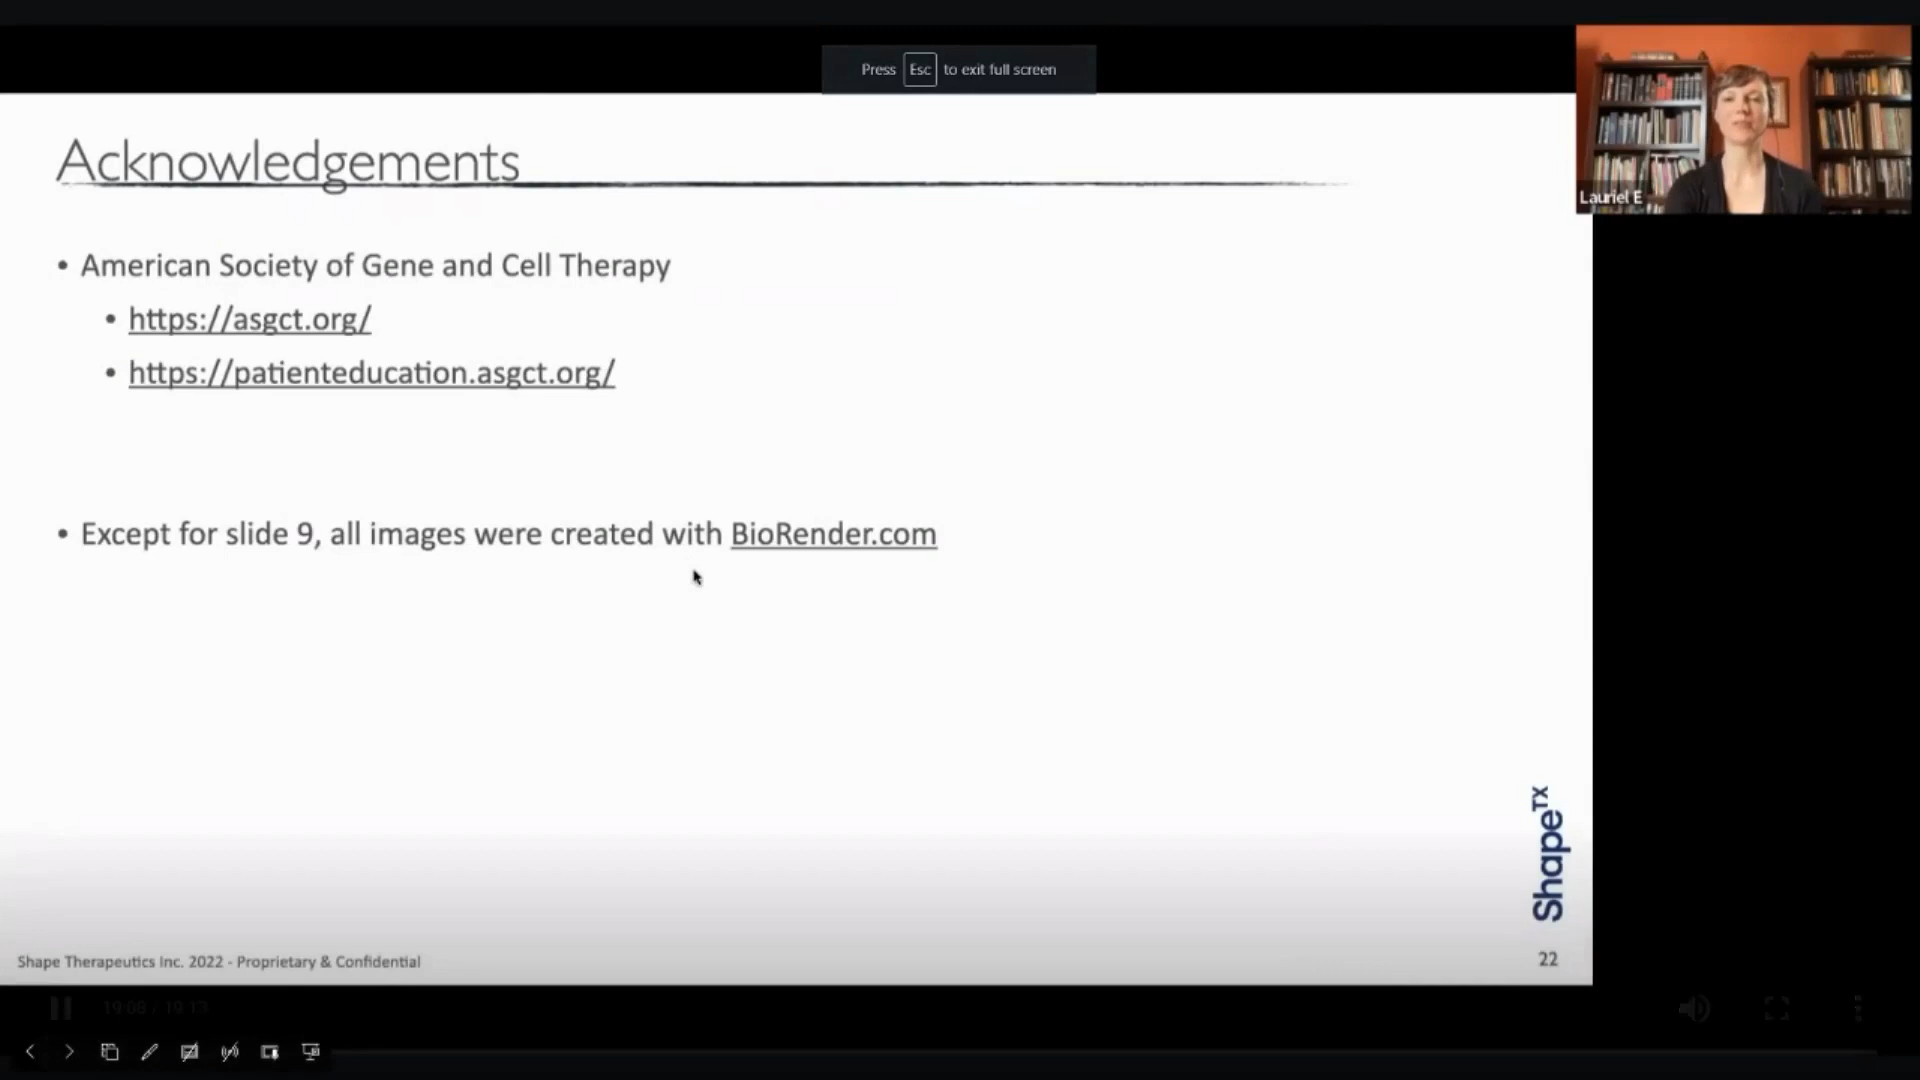 Press Esc to exit full screen
Lauriel E
Acknowledgements
• American Society of Gene and Cell Therapy
• https://asgct.org/
• https://patienteducation.asgct.org/
• Except for slide 9, all images were created with BioRender.com
ShapeTX
Shape Therapeutics Inc. 2022 - Proprietary & Confidential
22
19:08 / 19:13